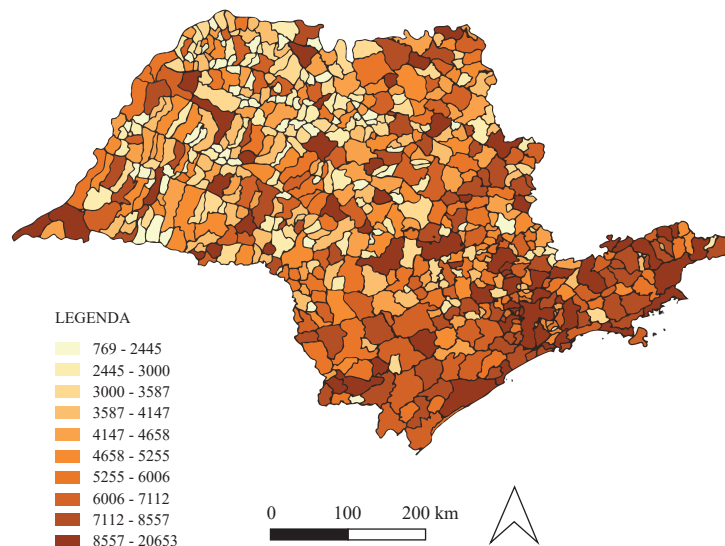 LEGENDA
769 - 2445
2445 - 3000
3000 - 3587
3587 - 4147
4147 - 4658
4658 - 5255
5255 - 6006
6006 - 7112
7112 - 8557
8557 - 20653
0 100 200 km